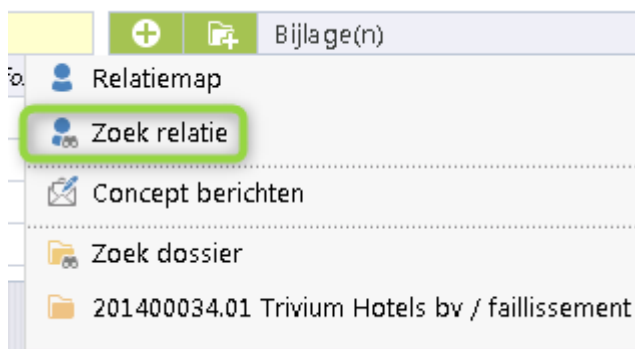 Bijlage(n)
Relatiemap
Zoek relatie
Concept berichten
Zoek dossier
201400034.01 Trivium Hotels bv / faillissement